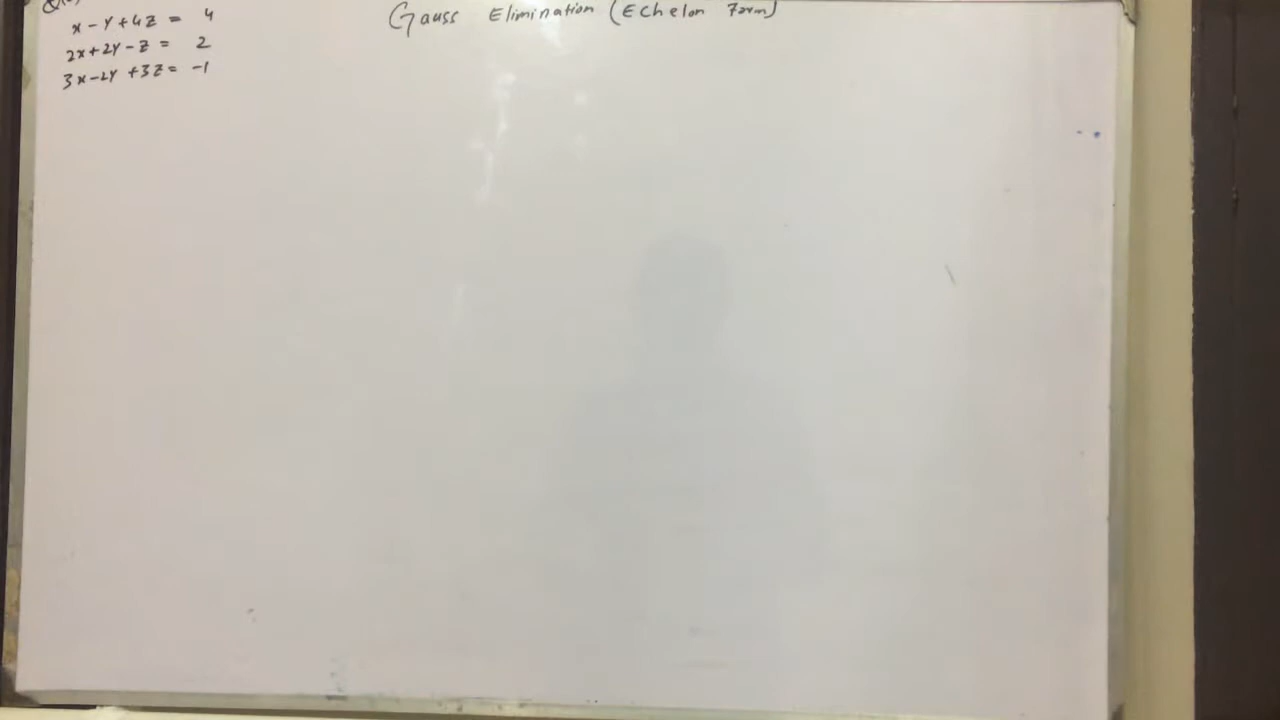 Gauss Elimination (Echelon Form)
x - y + 4z = 4
2x + 2y - z = 2
3x - 2y + 3z = -1